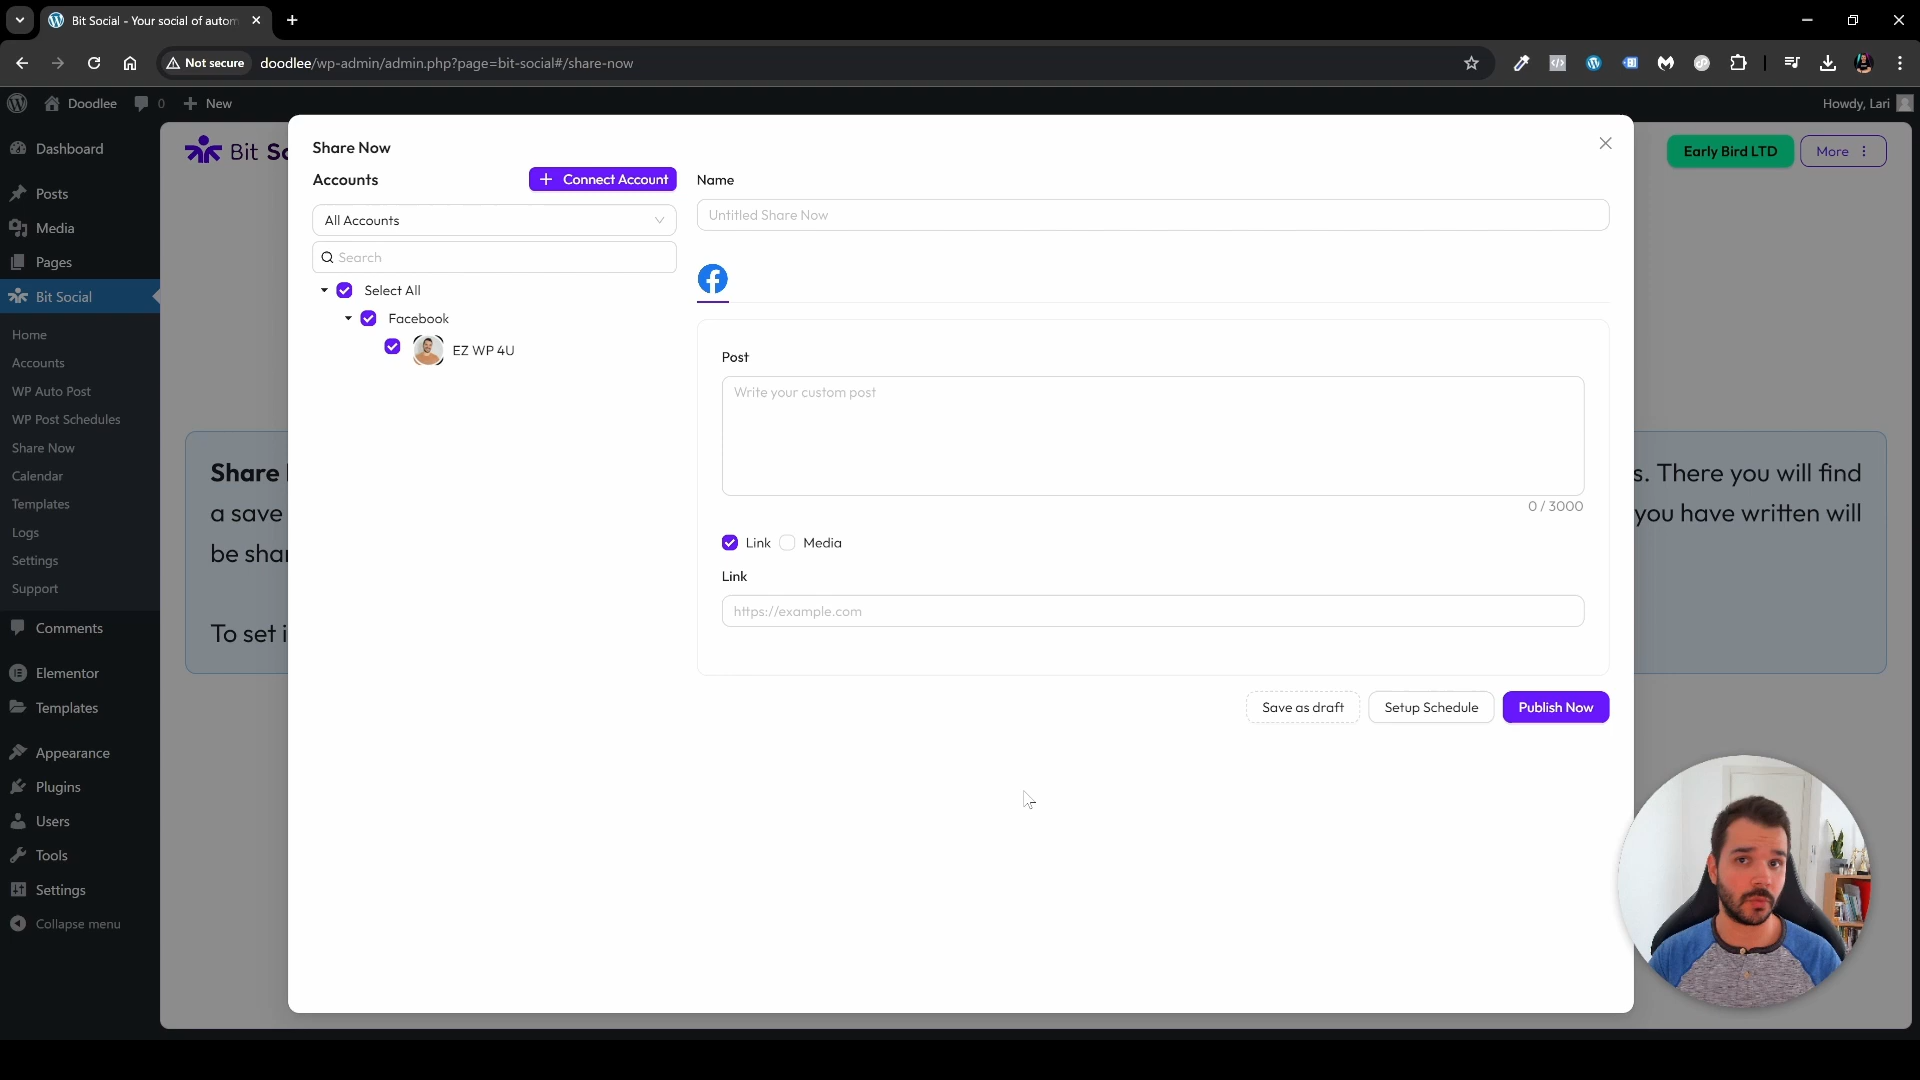 Bit Social - Your social of autom
Not secure
doodlee/wp-admin/admin.php?page=bit-social#/share-now
Doodlee
0
New
Howdy, Lari
Dashboard
Posts
Media
Pages
Bit Social
Home
Accounts
WP Auto Post
WP Post Schedules
Share Now
Calendar
Templates
Logs
Settings
Support
Comments
Elementor
Templates
Appearance
Plugins
Users
Tools
Settings
Collapse menu
Bit So
Early Bird LTD
More
Share
a save
be shar
To set i
s. There you will find
you have written will
Share Now
Accounts
Connect Account
All Accounts
Search
Select All
Facebook
EZ WP 4U
Name
Untitled Share Now
Post
Write your custom post
0 / 3000
Link
Media
Link
https://example.com
Save as draft
Setup Schedule
Publish Now